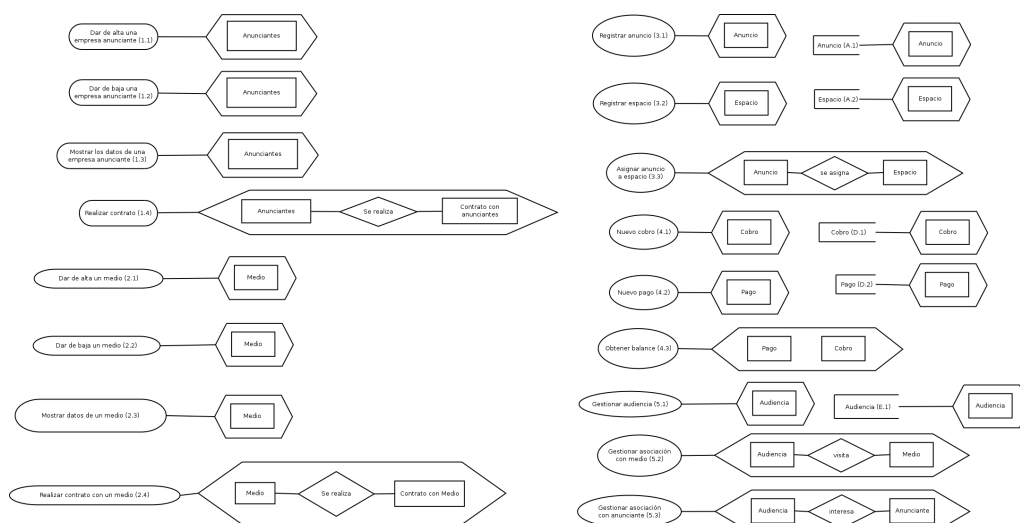 Dar de alta una
empresa anunciante (1.1)
Anunciantes
Dar de baja una
empresa anunciante (1.2)
Anunciantes
Mostrar los datos de una
empresa anunciante (1.3)
Anunciantes
Realizar contrato (1.4)
Anunciantes
Se realiza
Contrato con
anunciantes
Dar de alta un medio (2.1)
Medio
Dar de baja un medio (2.2)
Medio
Mostrar datos de un medio (2.3)
Medio
Realizar contrato con un medio (2.4)
Medio
Se realiza
Contrato con Medio
Registrar anuncio (3.1)
Anuncio
Anuncio (A.1)
Anuncio
Registrar espacio (3.2)
Espacio
Espacio (A.2)
Espacio
Asignar anuncio
a espacio (3.3)
Anuncio
se asigna
Espacio
Nuevo cobro (4.1)
Cobro
Cobro (D.1)
Cobro
Nuevo pago (4.2)
Pago
Pago (D.2)
Pago
Obtener balance (4.3)
Pago
Cobro
Gestionar audiencia (5.1)
Audiencia
Audiencia (E.1)
Audiencia
Gestionar asociación
con medio (5.2)
Audiencia
visita
Medio
Gestionar asociación
con anunciante (5.3)
Audiencia
interesa
Anunciante